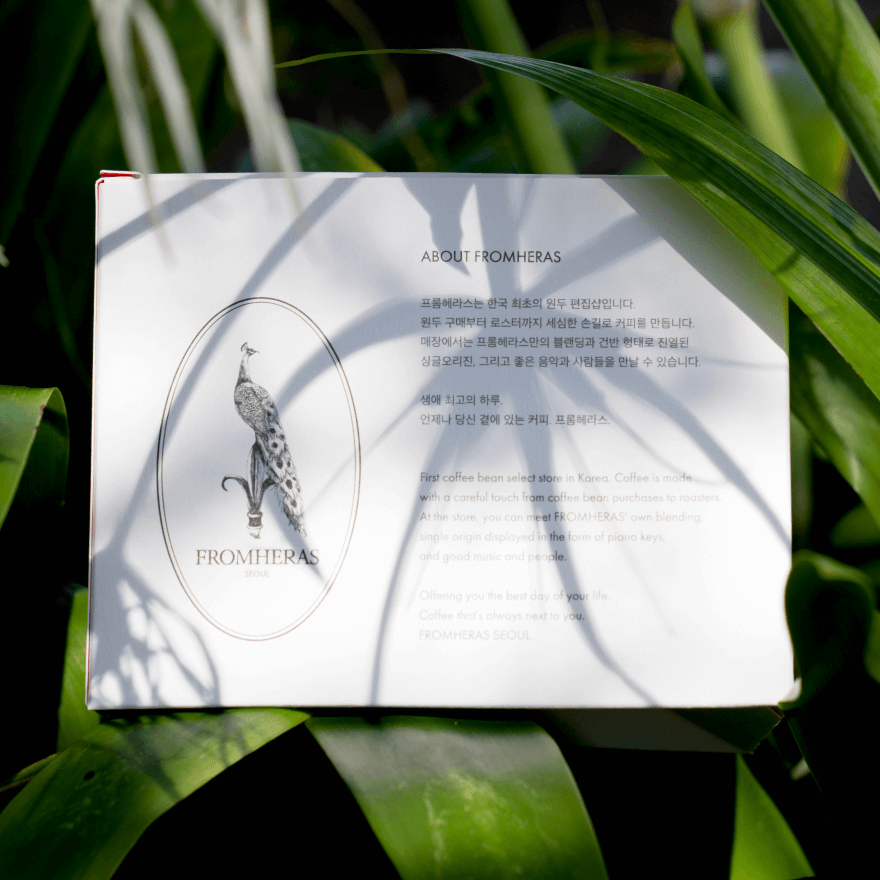 FROMHERAS
SEOUL
ABOUT FROMHERAS
프롬헤라스는 한국 최초의 원두 편집샵입니다.
원두 구매부터 로스터까지 세심한 손길로 커피를 만듭니다.
매장에서는 프롬헤라스만의 블랜딩과 건반 형태로 진열된
싱글오리진, 그리고 좋은 음악과 사람들을 만날 수 있습니다.
생애 최고의 하루.
언제나 당신 곁에 있는 커피. 프롬헤라스.
First coffee bean select store in Korea. Coffee is made
with a careful touch from coffee bean purchases to roasters.
At the store, you can meet FROMHERAS' own blending,
single origin displayed in the form of piano keys,
and good music and people.
Offering you the best day of your life.
Coffee that's always next to you.
FROMHERAS SEOUL.